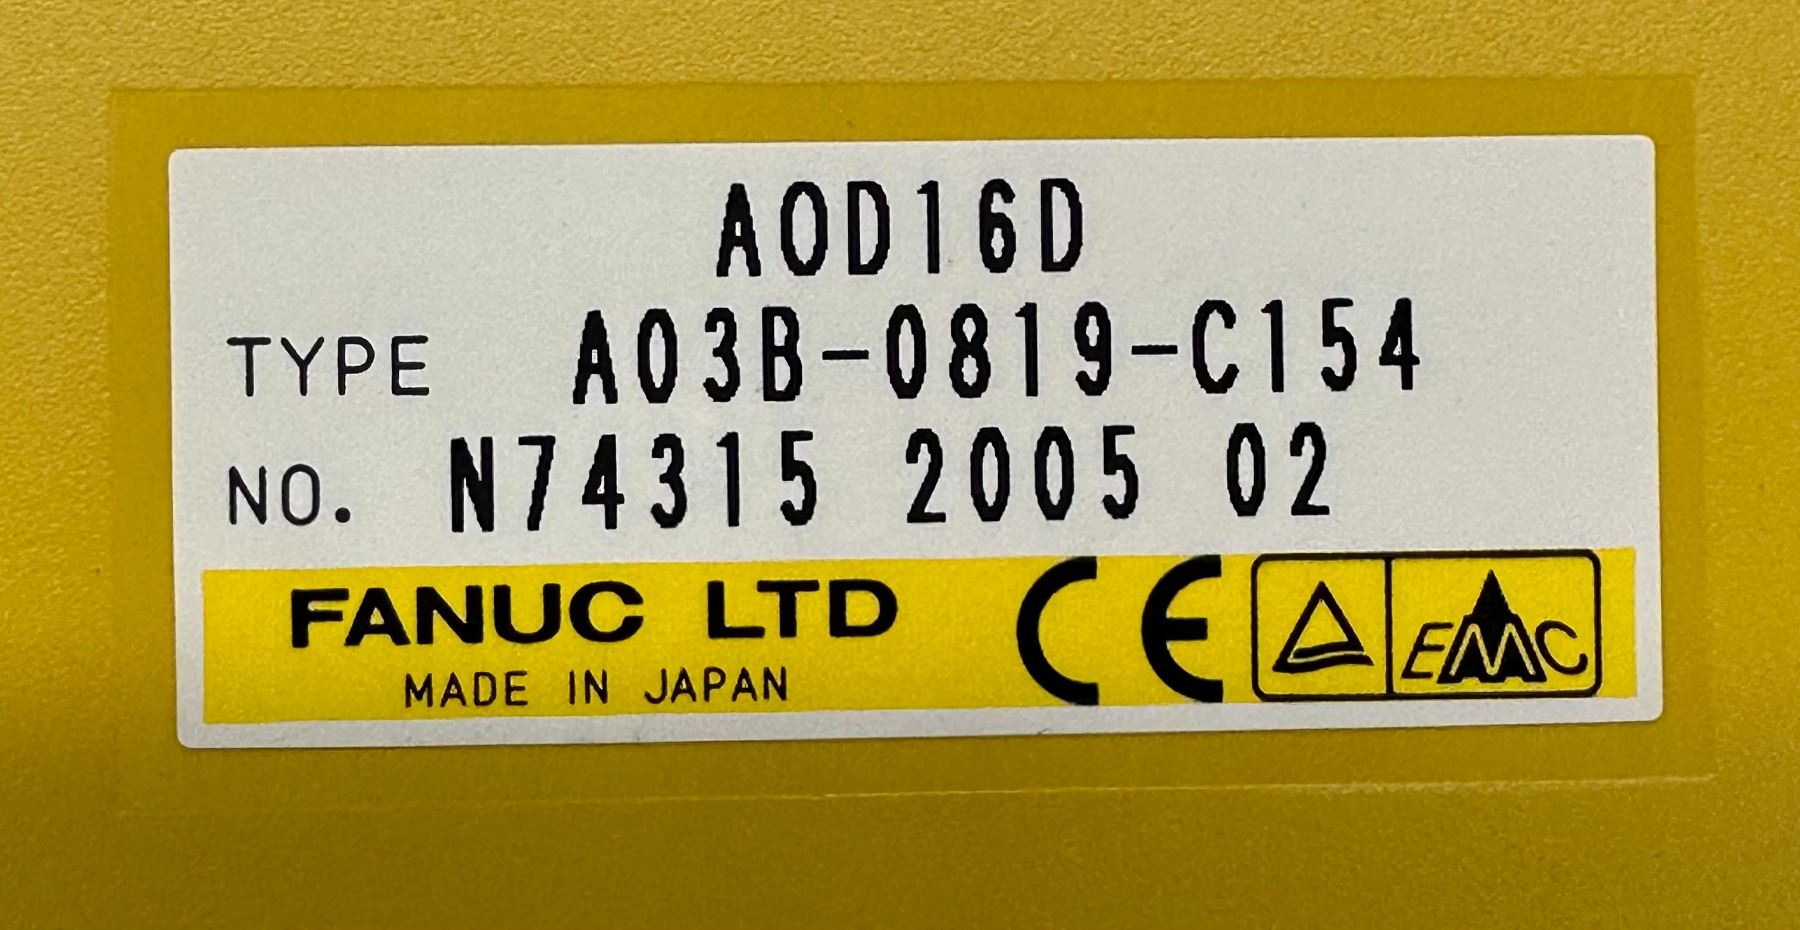 AOD16D
TYPE A03B-0819-C154
NO. N74315 2005 02
FANUC LTD
MADE IN JAPAN
CE
EMC